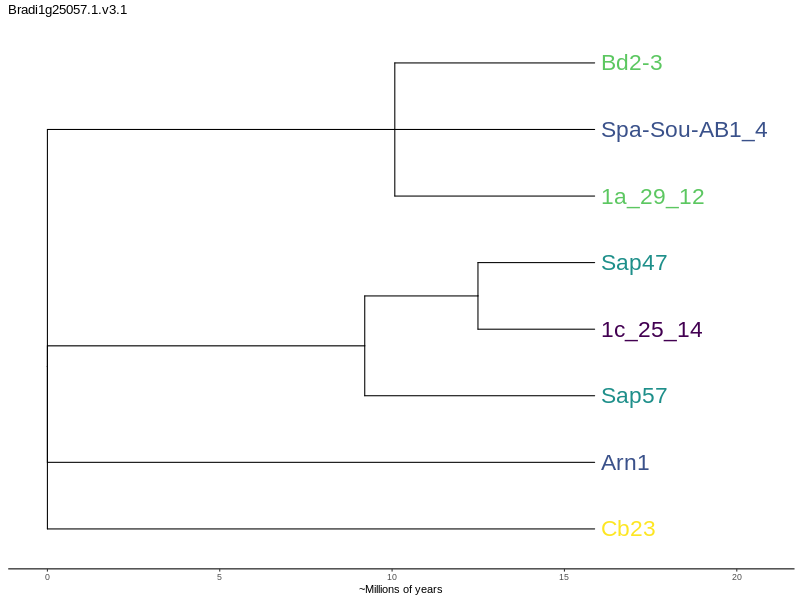 Bradi1g25057.1.v3.1
Bd2-3
Spa-Sou-AB1_4
1a_29_12
Sap47
1c_25_14
Sap57
Arn1
Cb23
0 5 10 15 20
~Millions of years